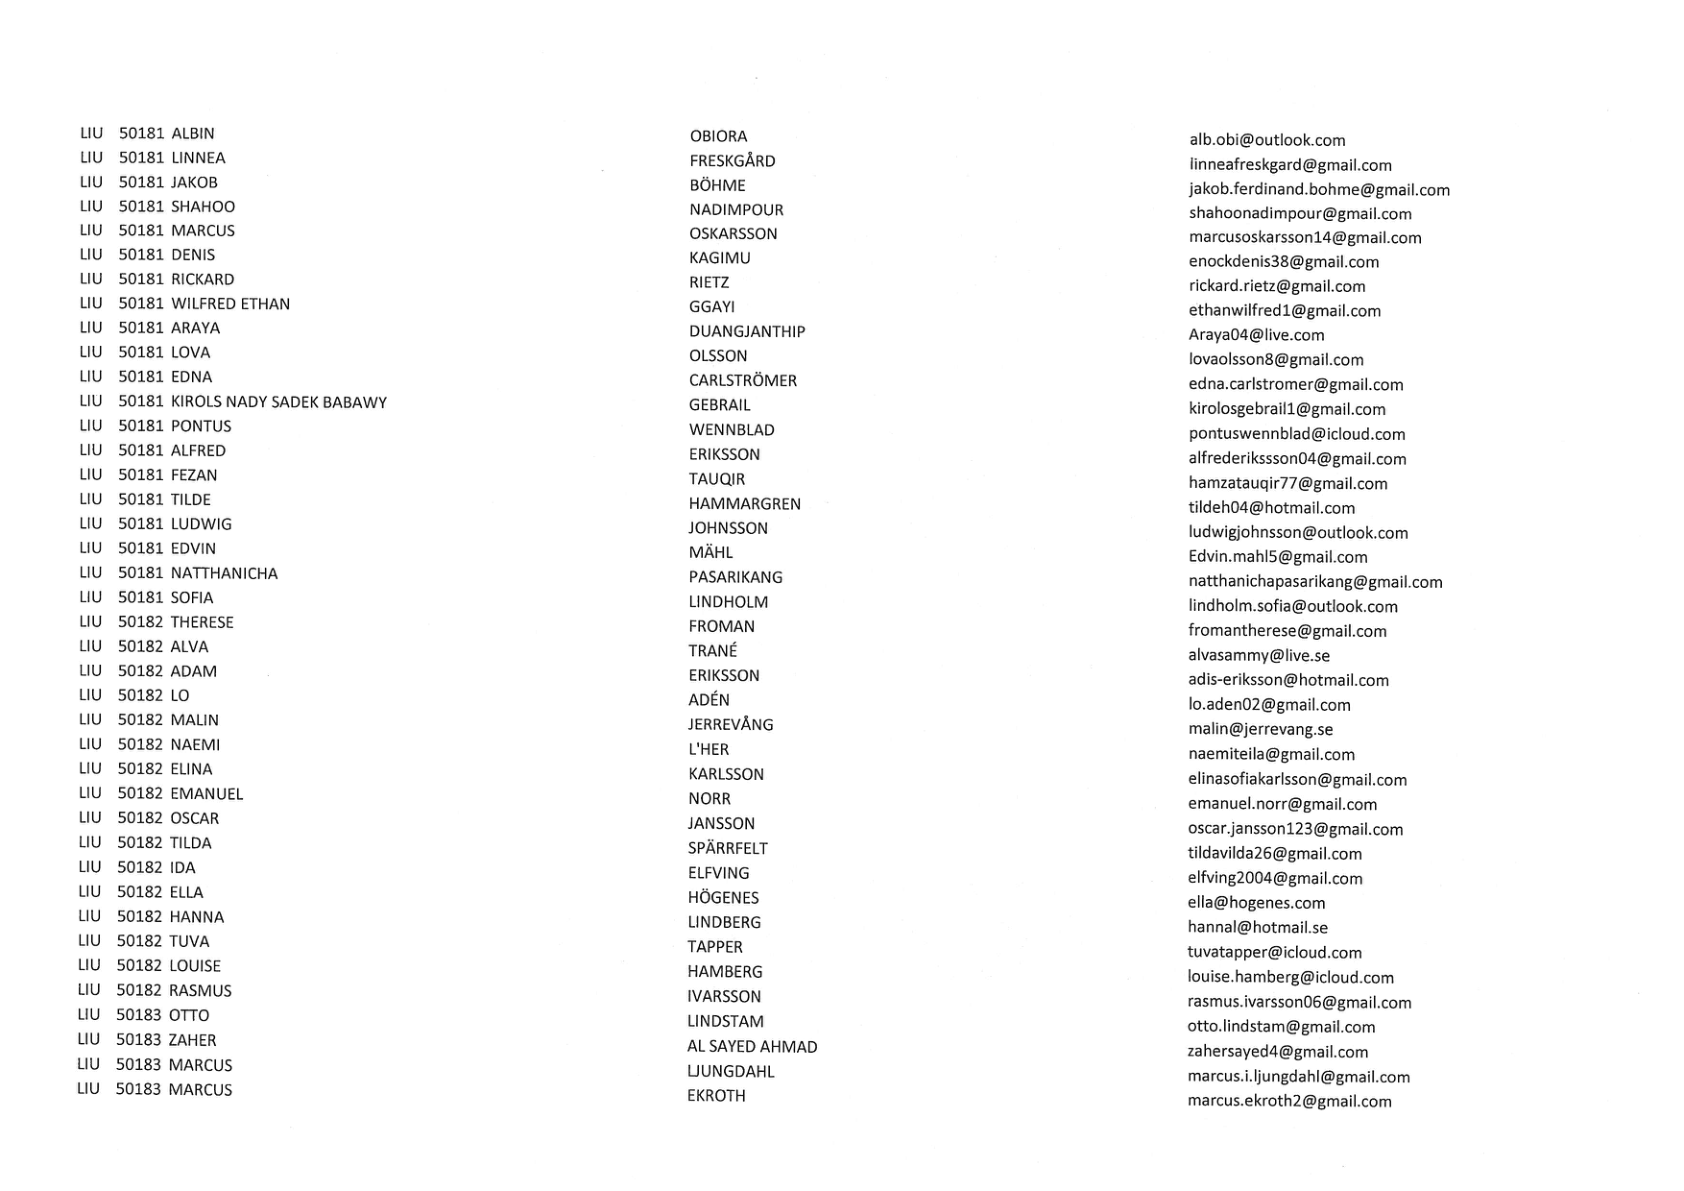 LIU 50181 ALBIN OBIORA alb.obi@outlook.com
LIU 50181 LINNEA FRESKGÅRD linneafreskgard@gmail.com
LIU 50181 JAKOB BÖHME jakob.ferdinand.bohme@gmail.com
LIU 50181 SHAHOO NADIMPOUR shahoonadimpour@gmail.com
LIU 50181 MARCUS OSKARSSON marcusoskarsson14@gmail.com
LIU 50181 DENIS KAGIMU enockdenis38@gmail.com
LIU 50181 RICKARD RIETZ rickard.rietz@gmail.com
LIU 50181 WILFRED ETHAN GGAYI ethanwilfred1@gmail.com
LIU 50181 ARAYA DUANGJANTHIP Araya04@live.com
LIU 50181 LOVA OLSSON lovaolsson8@gmail.com
LIU 50181 EDNA CARLSTRÖMER edna.carlstromer@gmail.com
LIU 50181 KIROLS NADY SADEK BABAWY GEBRAIL kirolosgebrail1@gmail.com
LIU 50181 PONTUS WENNBLAD pontuswennblad@icloud.com
LIU 50181 ALFRED ERIKSSON alfrederikssson04@gmail.com
LIU 50181 FEZAN TAUQIR hamzatauqir77@gmail.com
LIU 50181 TILDE HAMMARGREN tildeh04@hotmail.com
LIU 50181 LUDWIG JOHNSSON ludwigjohnsson@outlook.com
LIU 50181 EDVIN MÄHL Edvin.mahl5@gmail.com
LIU 50181 NATTHANICHA PASARIKANG natthanichapasarikang@gmail.com
LIU 50181 SOFIA LINDHOLM lindholm.sofia@outlook.com
LIU 50182 THERESE FROMAN fromantherese@gmail.com
LIU 50182 ALVA TRANÉ alvasammy@live.se
LIU 50182 ADAM ERIKSSON adis-eriksson@hotmail.com
LIU 50182 LO ADÉN lo.aden02@gmail.com
LIU 50182 MALIN JERREVÅNG malin@jerrevang.se
LIU 50182 NAEMI L'HER naemiteila@gmail.com
LIU 50182 ELINA KARLSSON elinasofiakarlsson@gmail.com
LIU 50182 EMANUEL NORR emanuel.norr@gmail.com
LIU 50182 OSCAR JANSSON oscar.jansson123@gmail.com
LIU 50182 TILDA SPÄRRFELT tildavilda26@gmail.com
LIU 50182 IDA ELFVING elfving2004@gmail.com
LIU 50182 ELLA HÖGENES ella@hogenes.com
LIU 50182 HANNA LINDBERG hannal@hotmail.se
LIU 50182 TUVA TAPPER tuvatapper@icloud.com
LIU 50182 LOUISE HAMBERG louise.hamberg@icloud.com
LIU 50182 RASMUS IVARSSON rasmus.ivarsson06@gmail.com
LIU 50183 OTTO LINDSTAM otto.lindstam@gmail.com
LIU 50183 ZAHER AL SAYED AHMAD zahersayed4@gmail.com
LIU 50183 MARCUS LJUNGDAHL marcus.i.ljungdahl@gmail.com
LIU 50183 MARCUS EKROTH marcus.ekroth2@gmail.com